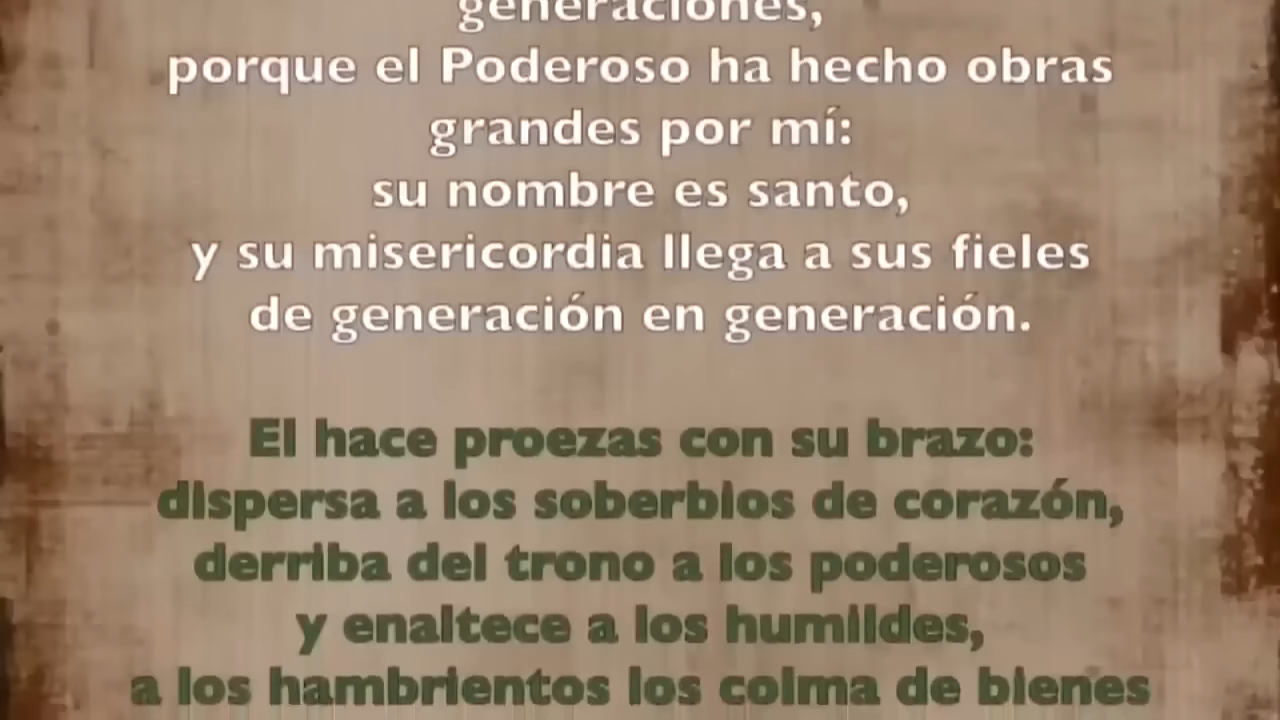 generaciones,
porque el Poderoso ha hecho obras
grandes por mí:
su nombre es santo,
y su misericordia llega a sus fieles
de generación en generación.
El hace proezas con su brazo:
dispersa a los soberbios de corazón,
derriba del trono a los poderosos
y enaltece a los humildes,
a los hambrientos los colma de bienes